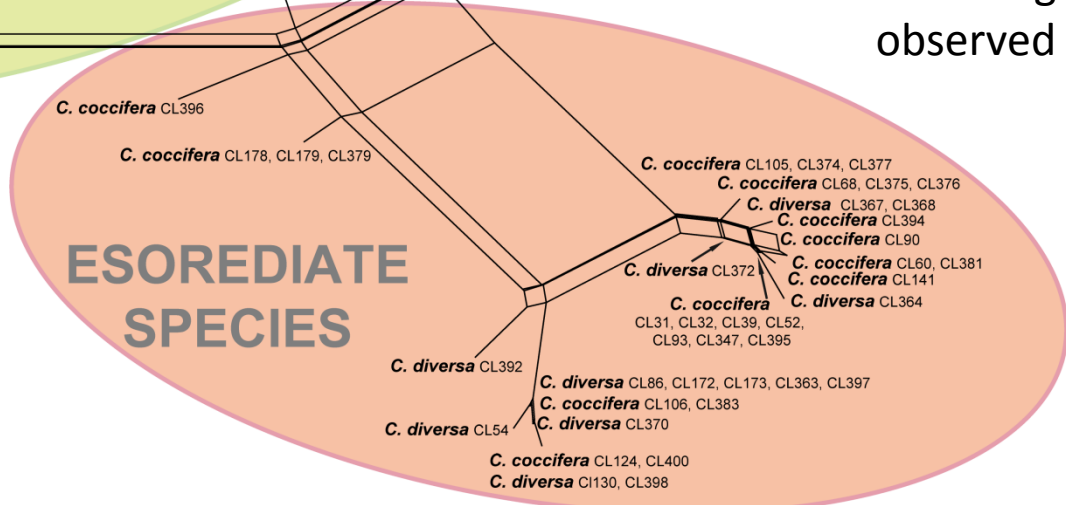 g
observed
C. coccifera CL396
C. coccifera CL178, CL179, CL379
C. coccifera CL105, CL374, CL377
C. coccifera CL68, CL375, CL376
C. diversa CL367, CL368
C. coccifera CL394
C. coccifera CL90
C. coccifera CL60, CL381
C. diversa CL372
C. coccifera CL141
C. diversa CL364
C. coccifera
CL31, CL32, CL39, CL52,
CL93, CL347, CL395
ESOREDIATE
SPECIES
C. diversa CL392
C. diversa CL86, CL172, CL173, CL363, CL397
C. coccifera CL106, CL383
C. diversa CL370
C. diversa CL54
C. coccifera CL124, CL400
C. diversa Cl130, CL398